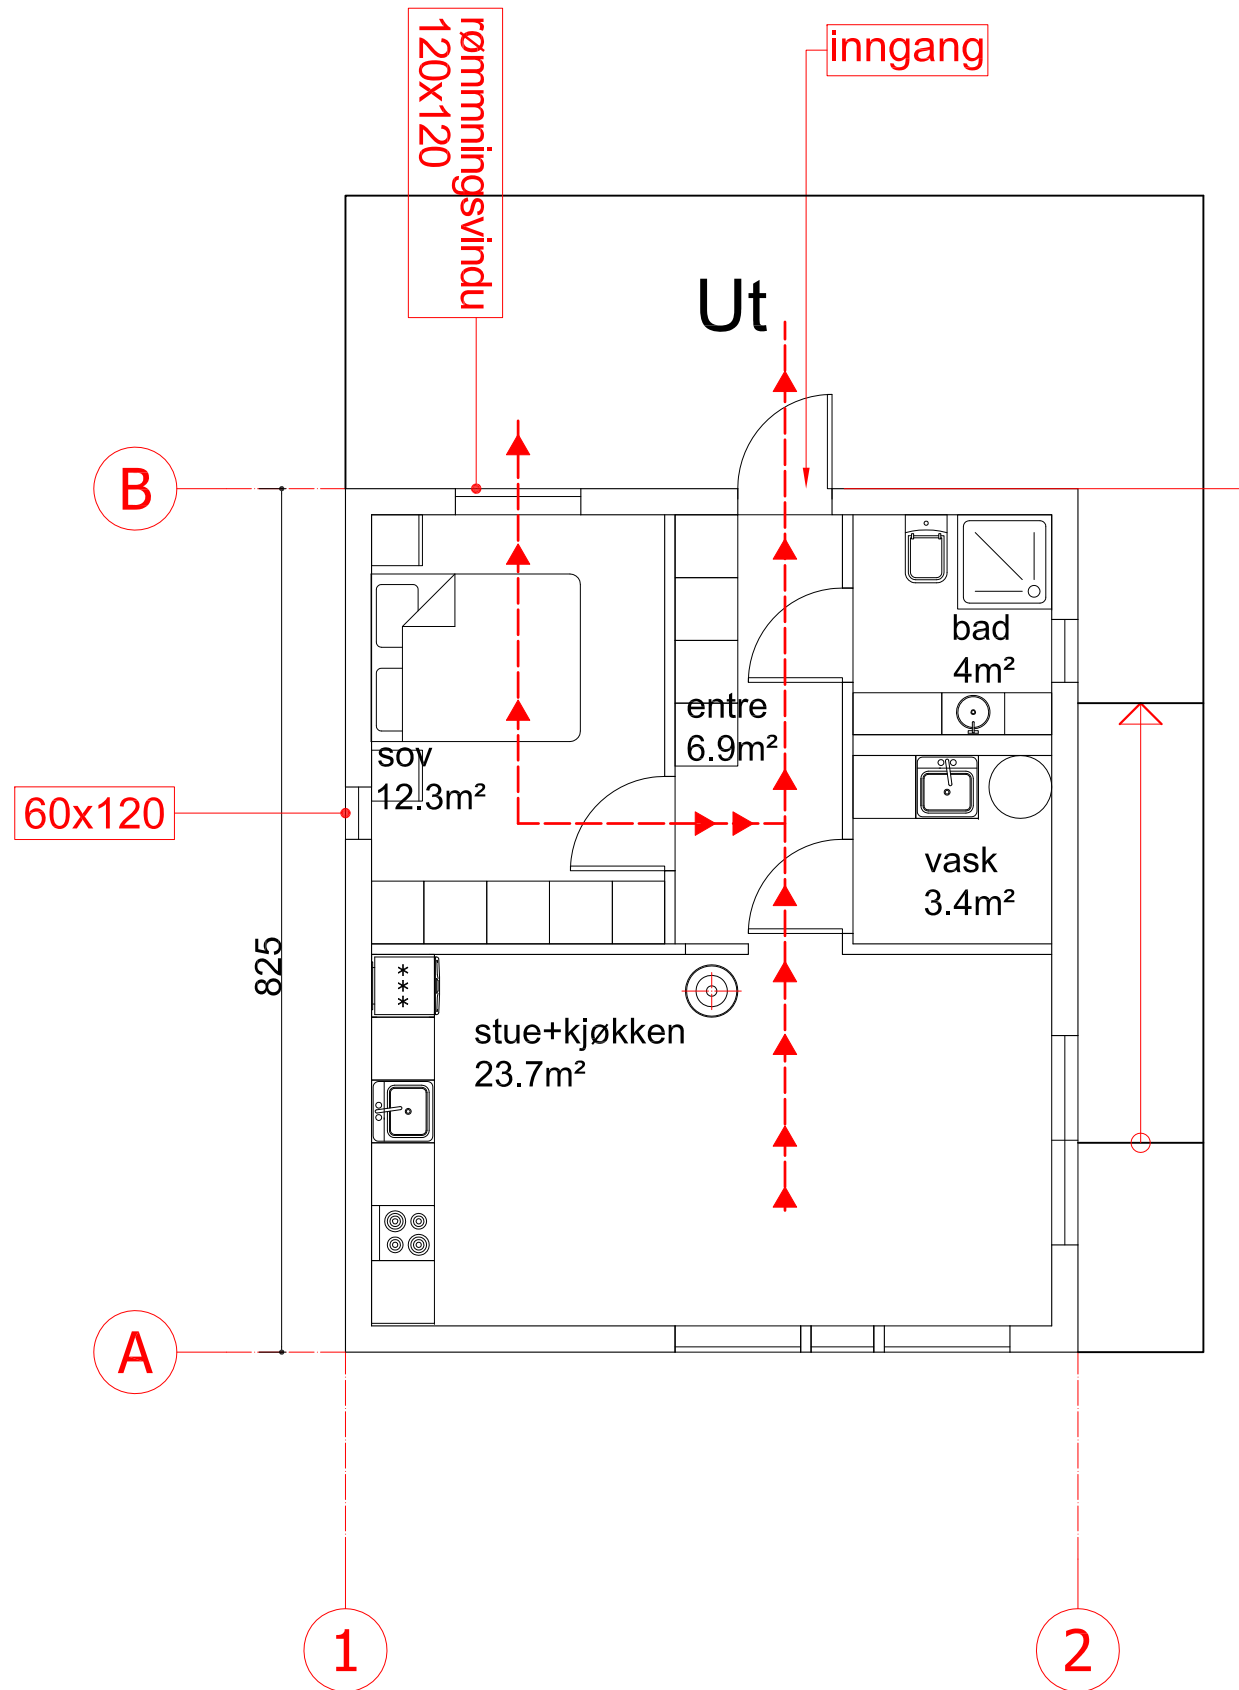 rømmningsvindu
120x120
inngang
Ut
B
bad
4m²
entre
6.9m²
sov
12.3m²
60x120
vask
3.4m²
825
stue+kjøkken
23.7m²
A
1
2